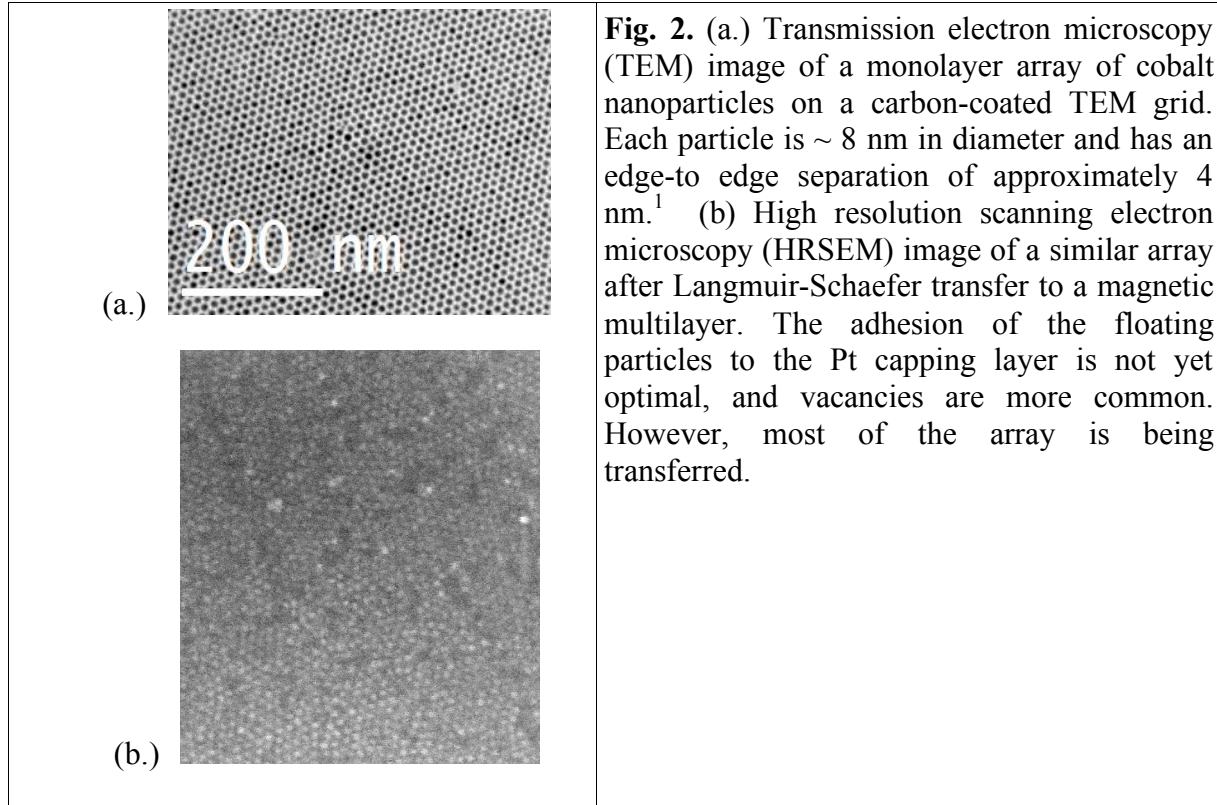 200 nm
(a.)
(b.)
Fig. 2. (a.) Transmission electron microscopy
(TEM) image of a monolayer array of cobalt
nanoparticles on a carbon-coated TEM grid.
Each particle is ~ 8 nm in diameter and has an
edge-to edge separation of approximately 4
nm.1 (b) High resolution scanning electron
microscopy (HRSEM) image of a similar array
after Langmuir-Schaefer transfer to a magnetic
multilayer. The adhesion of the floating
particles to the Pt capping layer is not yet
optimal, and vacancies are more common.
However, most of the array is being
transferred.